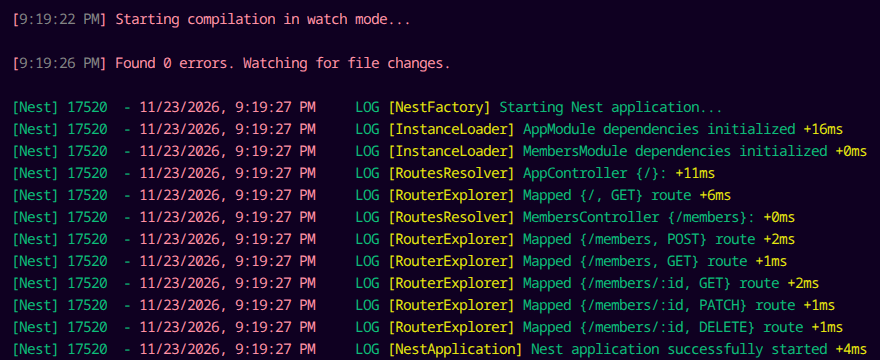 [9:19:22 PM] Starting compilation in watch mode...
[9:19:26 PM] Found 0 errors. Watching for file changes.
[Nest] 17520  - 11/23/2026, 9:19:27 PM     LOG [NestFactory] Starting Nest application...
[Nest] 17520  - 11/23/2026, 9:19:27 PM     LOG [InstanceLoader] AppModule dependencies initialized +16ms
[Nest] 17520  - 11/23/2026, 9:19:27 PM     LOG [InstanceLoader] MembersModule dependencies initialized +0ms
[Nest] 17520  - 11/23/2026, 9:19:27 PM     LOG [RoutesResolver] AppController {/}: +11ms
[Nest] 17520  - 11/23/2026, 9:19:27 PM     LOG [RouterExplorer] Mapped {/, GET} route +6ms
[Nest] 17520  - 11/23/2026, 9:19:27 PM     LOG [RoutesResolver] MembersController {/members}: +0ms
[Nest] 17520  - 11/23/2026, 9:19:27 PM     LOG [RouterExplorer] Mapped {/members, POST} route +2ms
[Nest] 17520  - 11/23/2026, 9:19:27 PM     LOG [RouterExplorer] Mapped {/members, GET} route +1ms
[Nest] 17520  - 11/23/2026, 9:19:27 PM     LOG [RouterExplorer] Mapped {/members/:id, GET} route +2ms
[Nest] 17520  - 11/23/2026, 9:19:27 PM     LOG [RouterExplorer] Mapped {/members/:id, PATCH} route +1ms
[Nest] 17520  - 11/23/2026, 9:19:27 PM     LOG [RouterExplorer] Mapped {/members/:id, DELETE} route +1ms
[Nest] 17520  - 11/23/2026, 9:19:27 PM     LOG [NestApplication] Nest application successfully started +4ms